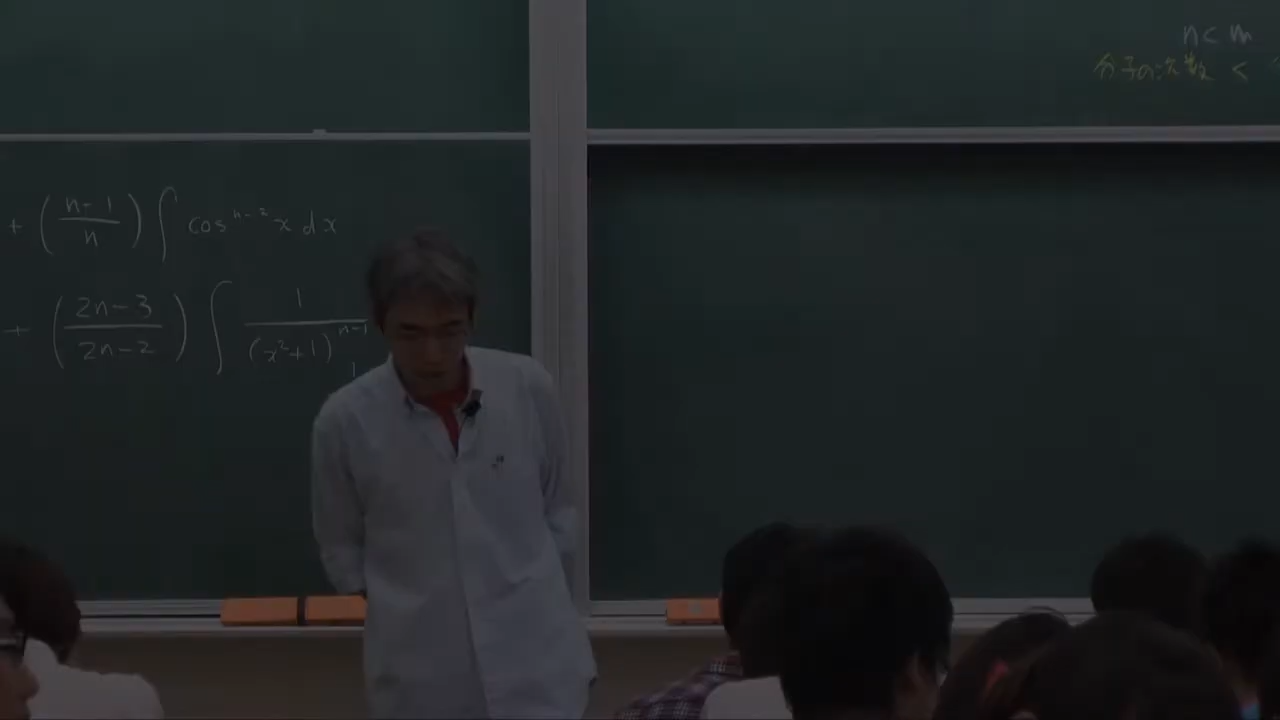 + (n-1/n) ∫ cos^{n-2} x dx
+ (2n-3/2n-2) ∫ 1/(x²+1)^{n-1}
n < m
分子の次数 <